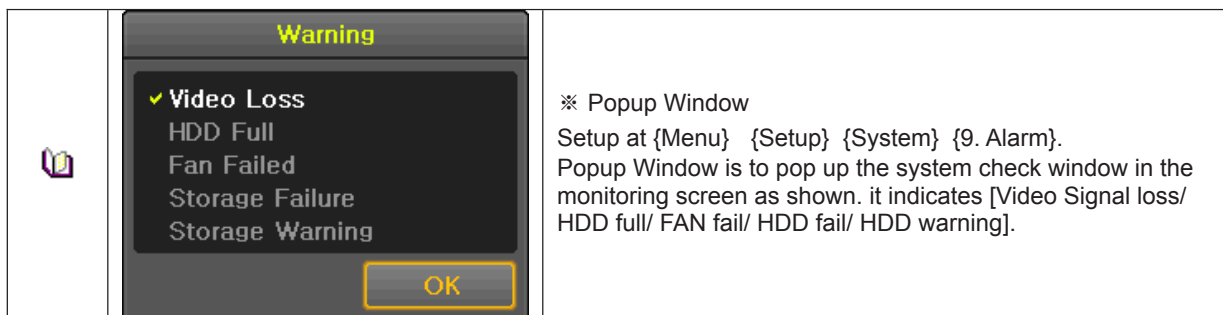 Warning
Video Loss
HDD Full
Fan Failed
Storage Failure
Storage Warning
OK
※ Popup Window
Setup at {Menu} {Setup} {System} {9. Alarm}.
Popup Window is to pop up the system check window in the
monitoring screen as shown. it indicates [Video Signal loss/
HDD full/ FAN fail/ HDD fail/ HDD warning].